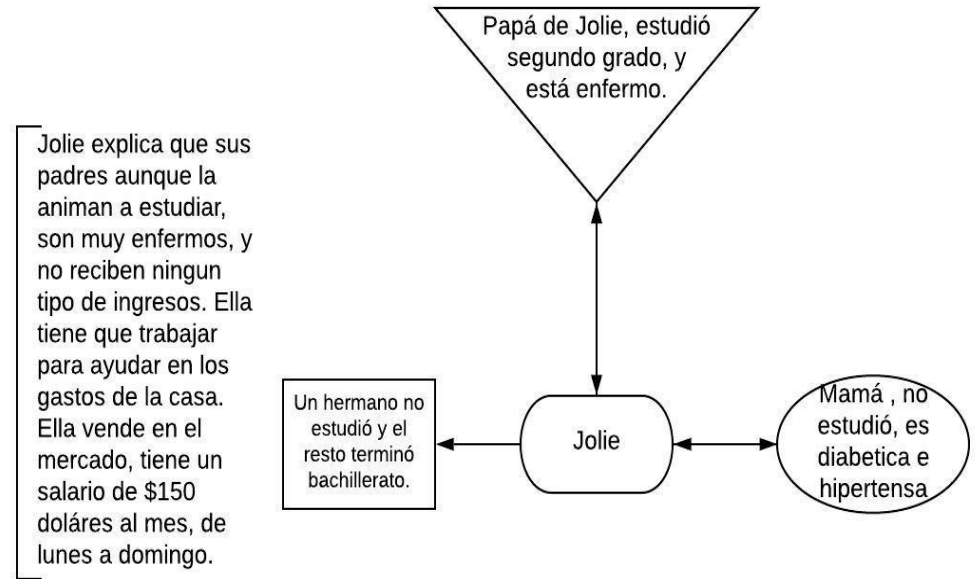 Papá de Jolie, estudió
segundo grado, y
está enfermo.
Jolie explica que sus
padres aunque la
animan a estudiar,
son muy enfermos, y
no reciben ningun
tipo de ingresos. Ella
tiene que trabajar
para ayudar en los
gastos de la casa.
Ella vende en el
mercado, tiene un
salario de $150
doláres al mes, de
lunes a domingo.
Un hermano no
estudió y el
resto terminó
bachillerato.
Jolie
Mamá , no
estudió, es
diabetica e
hipertensa